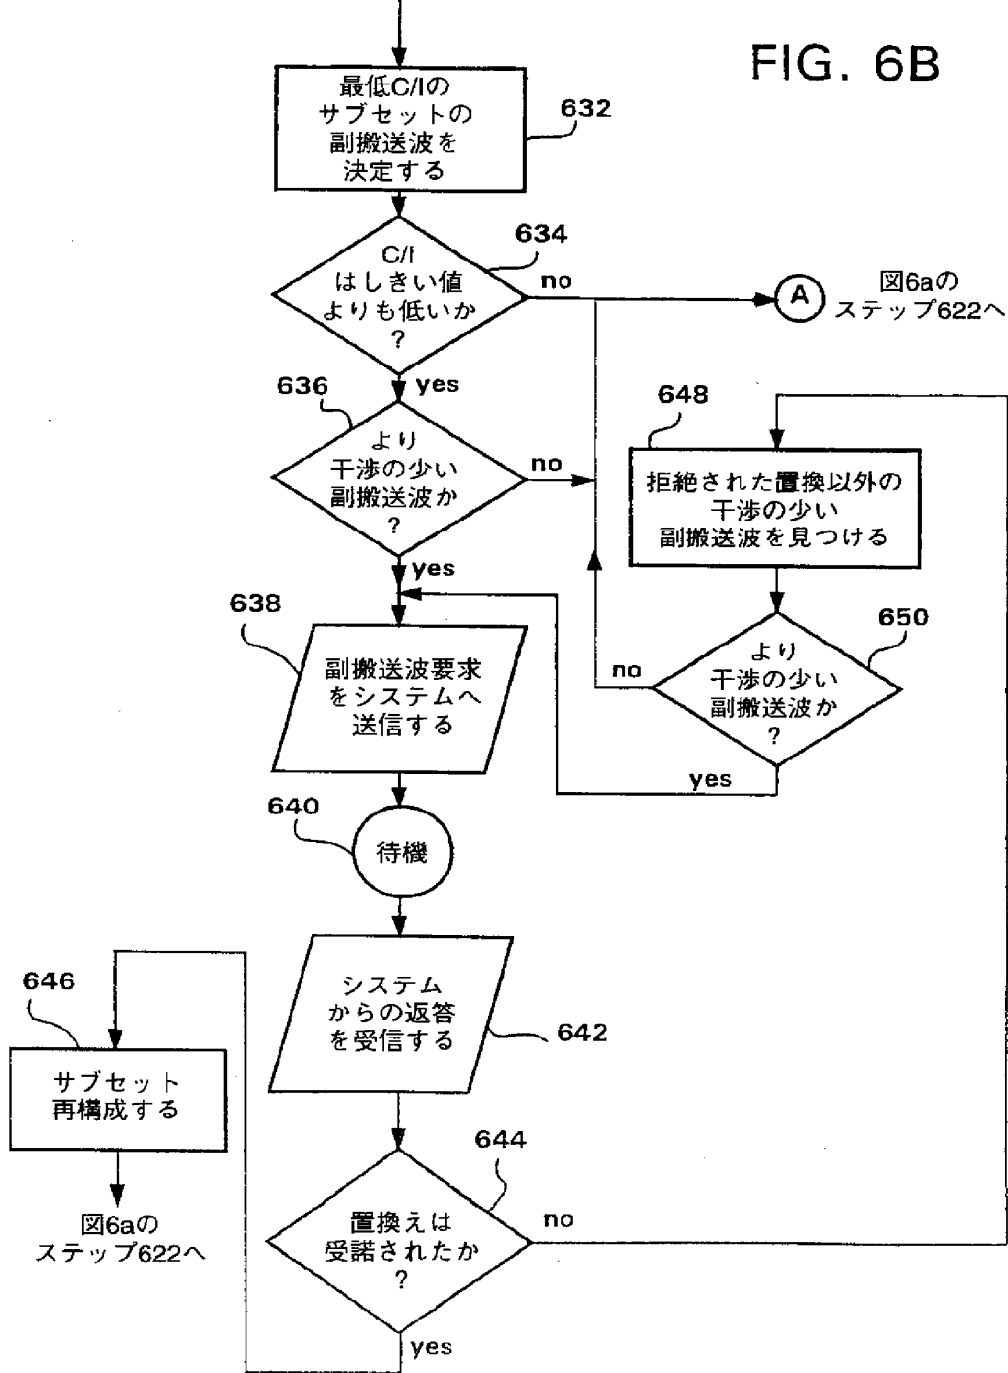 FIG. 6B
最低C/Iの
サブセットの
副搬送波を
決定する
632
634
C/I
はしきい値
よりも低いか
?
no
A
図6aの
ステップ622へ
yes
636
より
干渉の少い
副搬送波か
?
no
648
拒絶された置換以外の
干渉の少い
副搬送波を見つける
yes
638
副搬送波要求
をシステムへ
送信する
650
より
干渉の少い
副搬送波か
?
no
yes
640
待機
システム
からの返答
を受信する
642
646
サブセット
再構成する
図6aの
ステップ622へ
644
置換えは
受諾されたか
?
no
yes